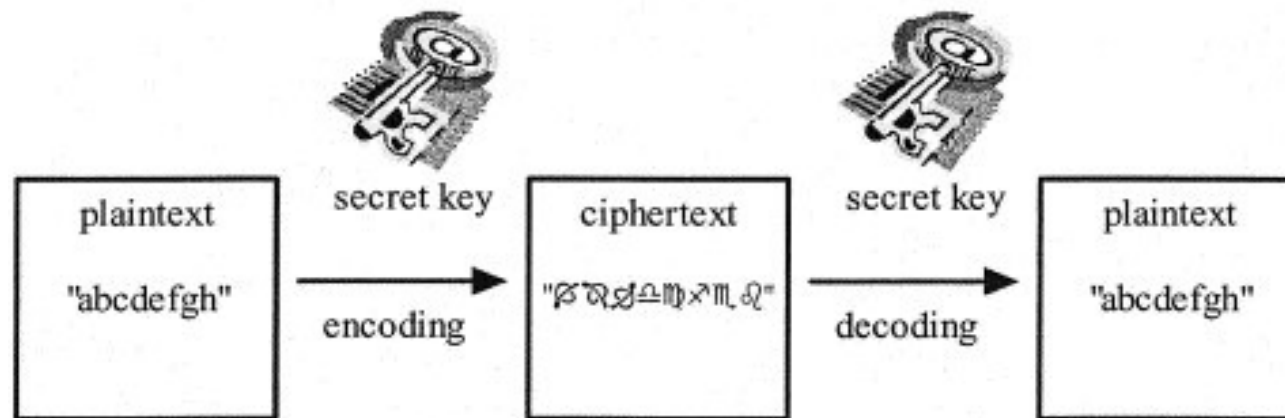 secret key
secret key
plaintext
ciphertext
plaintext
"abcdefgh"
"abcdefgh"
encoding
decoding